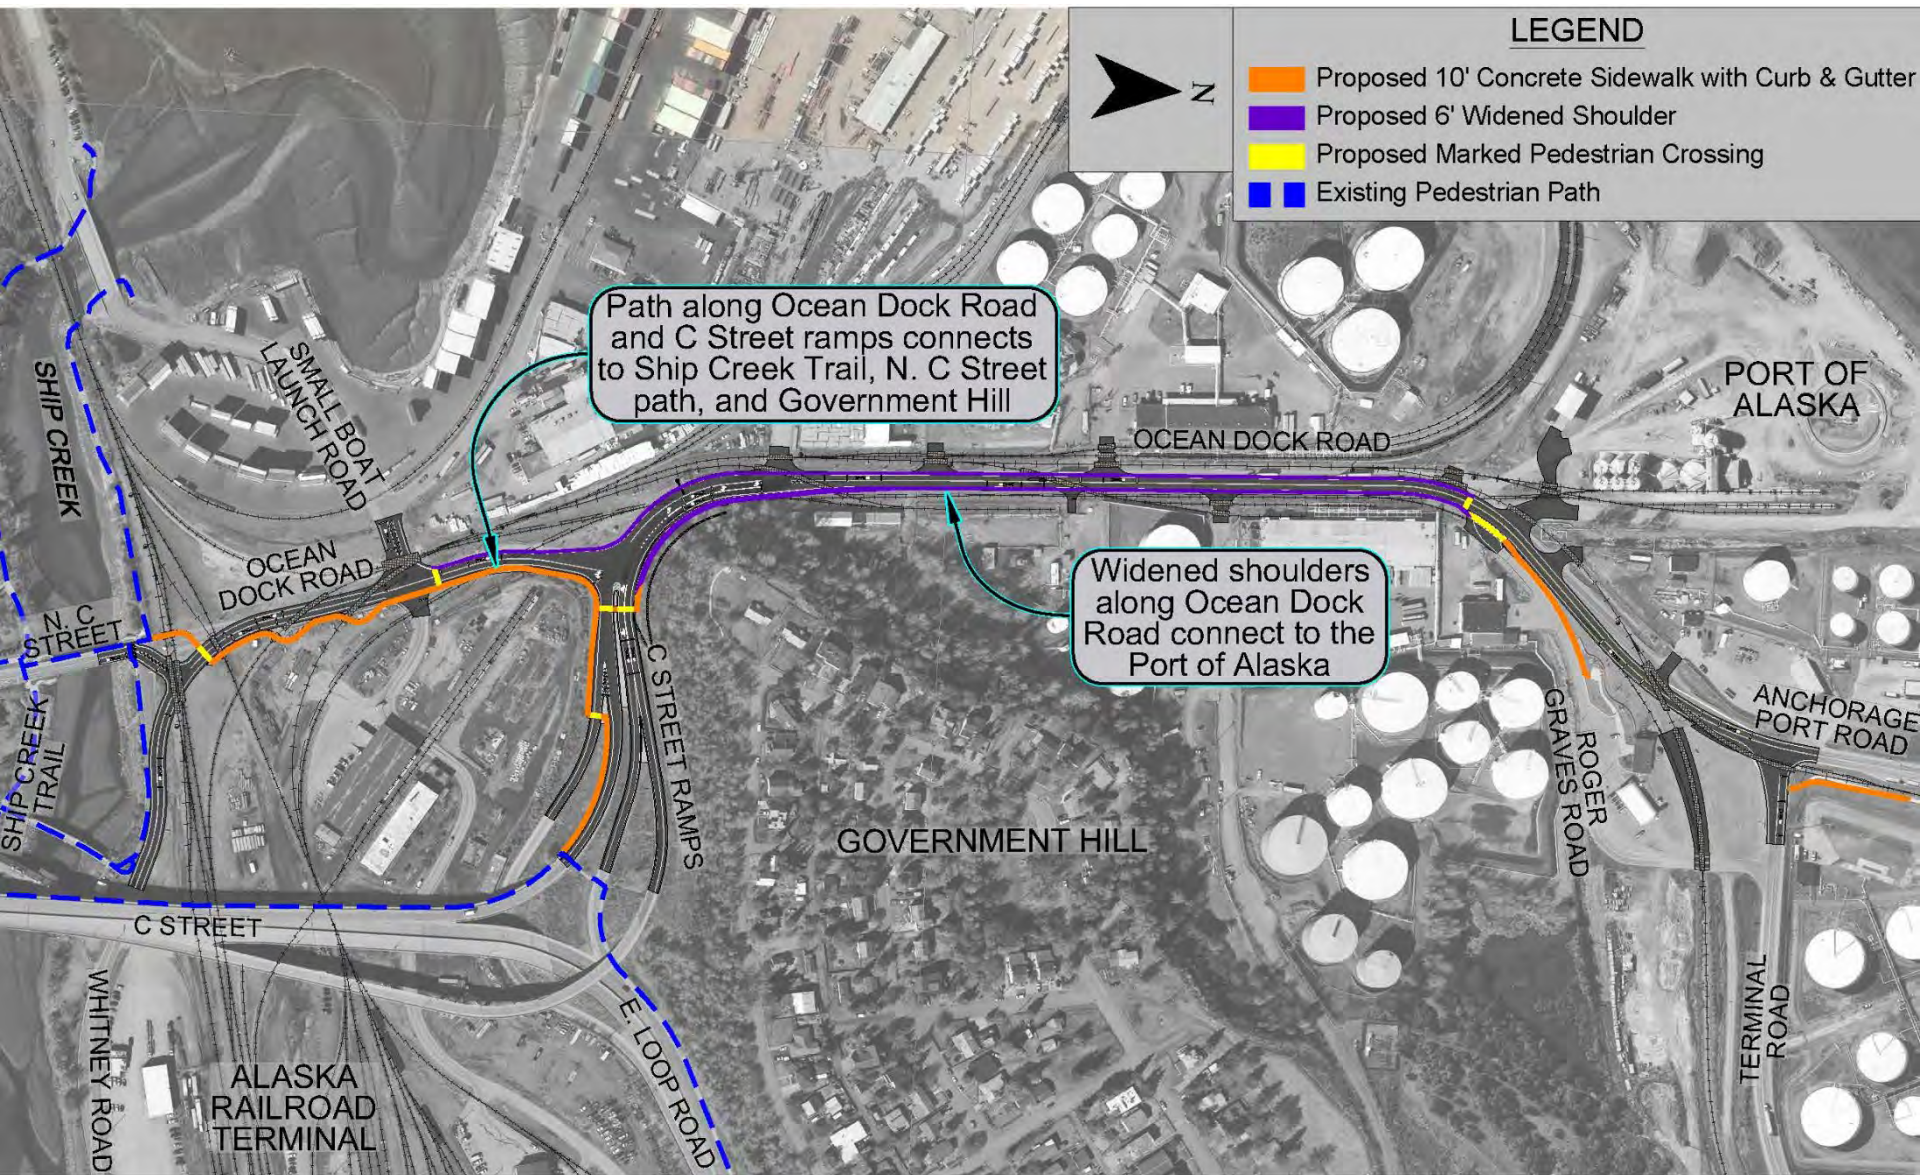 LEGEND
Proposed 10' Concrete Sidewalk with Curb & Gutter
Proposed 6' Widened Shoulder
Proposed Marked Pedestrian Crossing
Existing Pedestrian Path
N
Path along Ocean Dock Road
and C Street ramps connects
to Ship Creek Trail, N. C Street
path, and Government Hill
SMALL BOAT
LAUNCH ROAD
SHIP CREEK
PORT OF
ALASKA
OCEAN DOCK ROAD
OCEAN
DOCK ROAD
Widened shoulders
along Ocean Dock
Road connect to the
Port of Alaska
N. C
STREET
C STREET RAMPS
SHIP CREEK
TRAIL
ANCHORAGE
PORT ROAD
ROGER
GRAVES ROAD
GOVERNMENT HILL
C STREET
WHITNEY ROAD
E. LOOP ROAD
TERMINAL
ROAD
ALASKA
RAILROAD
TERMINAL